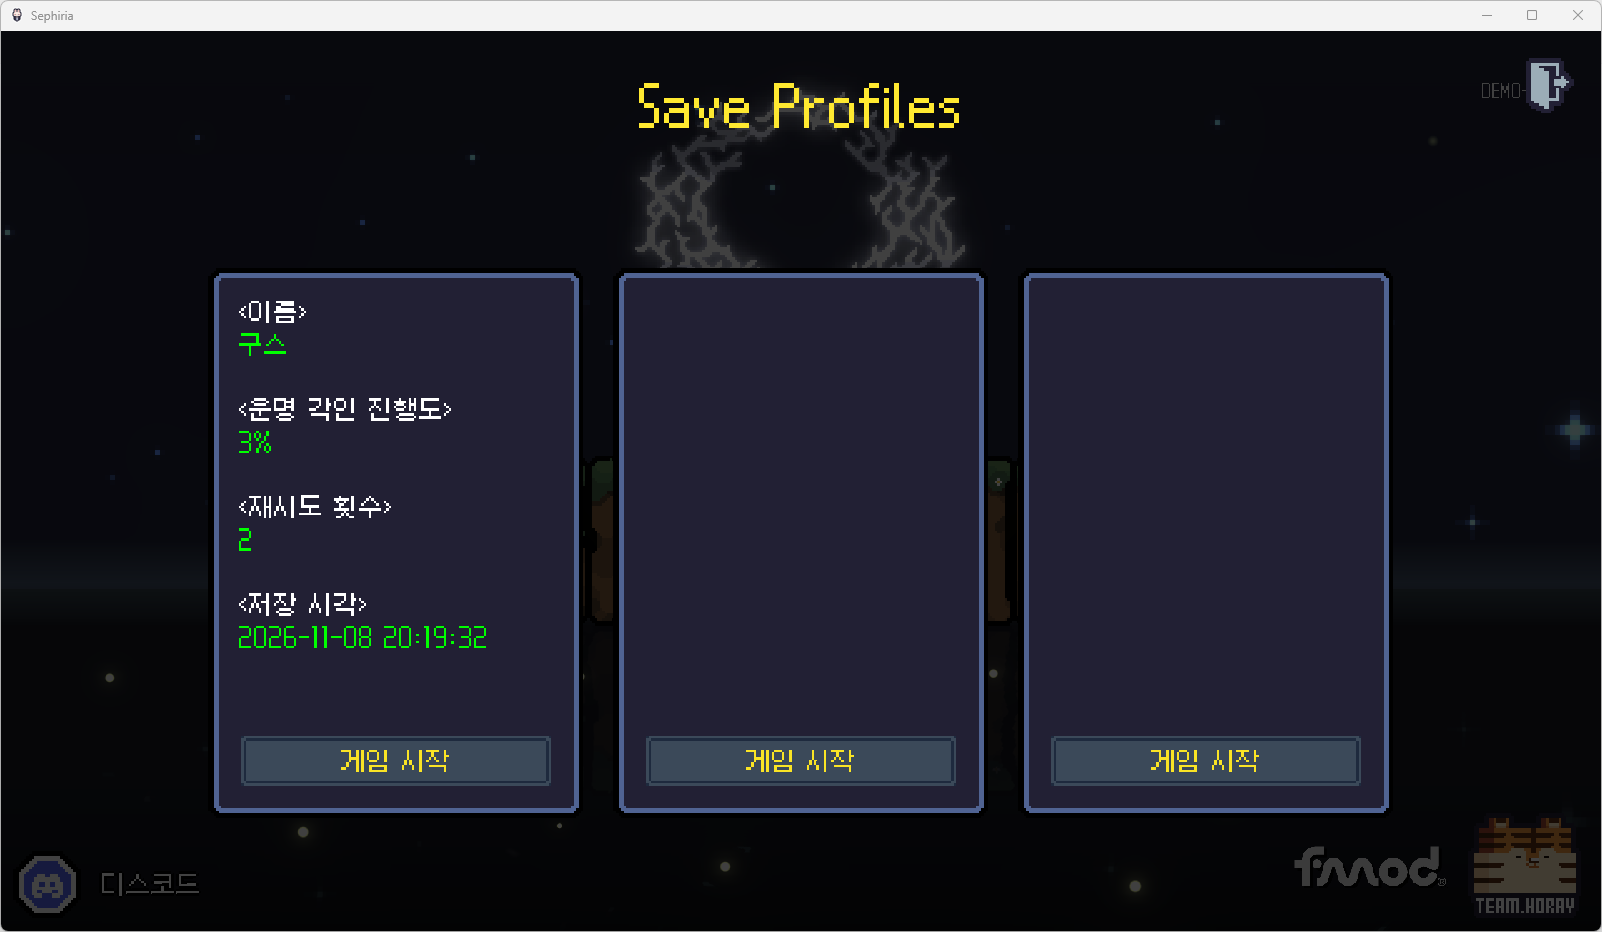 Sephiria
Save Profiles
DEMO-
<이름>
구스
<운명 각인 진행도>
3%
<재시도 횟수>
2
<저장 시각>
2026-11-08 20:19:32
게임 시작
게임 시작
게임 시작
디스코드
fmod
TEAM.HORAY